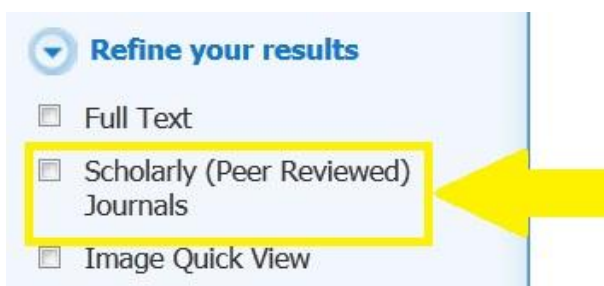 Refine your results
Full Text
Scholarly (Peer Reviewed)
Journals
Image Quick View